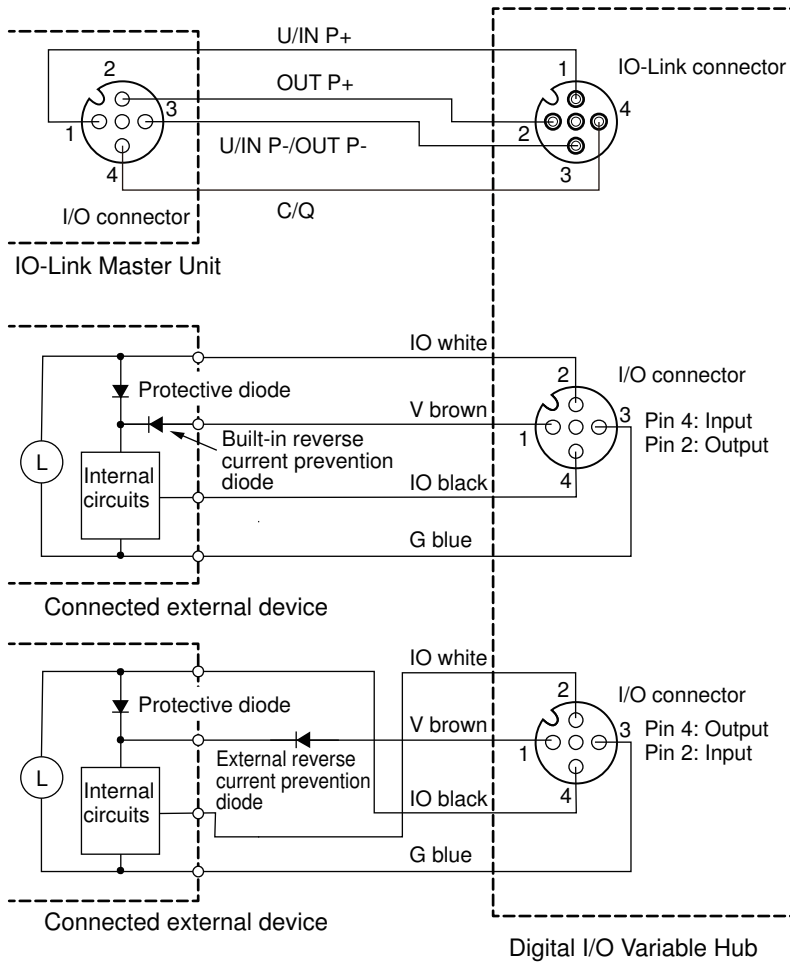 U/IN P+
2
OUT P+
3
1
U/IN P-/OUT P-
4
I/O connector
C/Q
IO-Link Master Unit
1
IO-Link connector
4
2
3
IO white
Protective diode
V brown
Built-in reverse
current prevention
diode
L
Internal
circuits
IO black
G blue
2
I/O connector
3
Pin 4: Input
1
Pin 2: Output
4
Connected external device
IO white
Protective diode
V brown
External reverse
current prevention
diode
L
Internal
circuits
IO black
G blue
2
I/O connector
3
Pin 4: Output
1
Pin 2: Input
4
Connected external device
Digital I/O Variable Hub